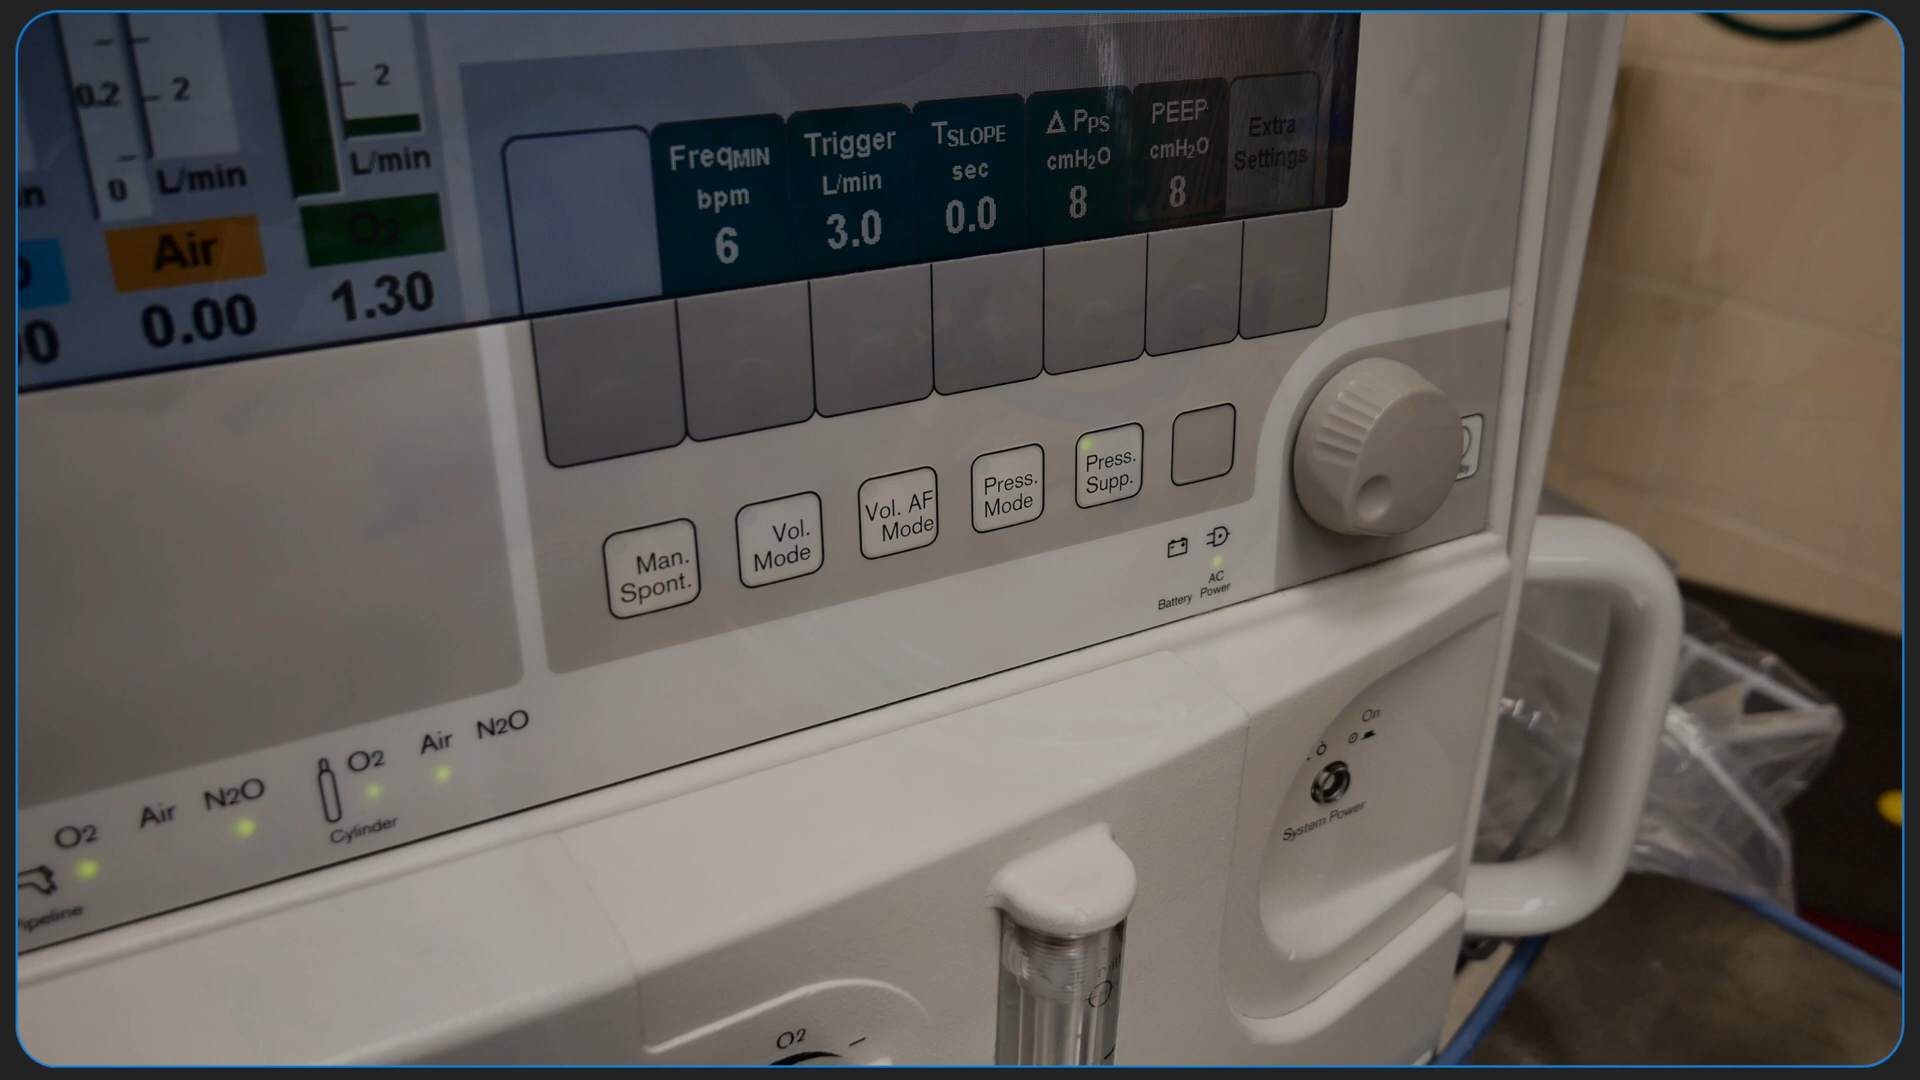 0.2
2
2
0
L/min
L/min
Air
O2
0.00
1.30
FreqMIN
bpm
6
Trigger
L/min
3.0
TSLOPE
sec
0.0
Δ PPS
cmH2O
8
PEEP
cmH2O
8
Extra
Settings
Man.
Spont.
Vol.
Mode
Vol. AF
Mode
Press.
Mode
Press.
Supp.
Battery
AC
Power
O2
Air
N2O
O2
Air
N2O
Cylinder
On
System Power
O2